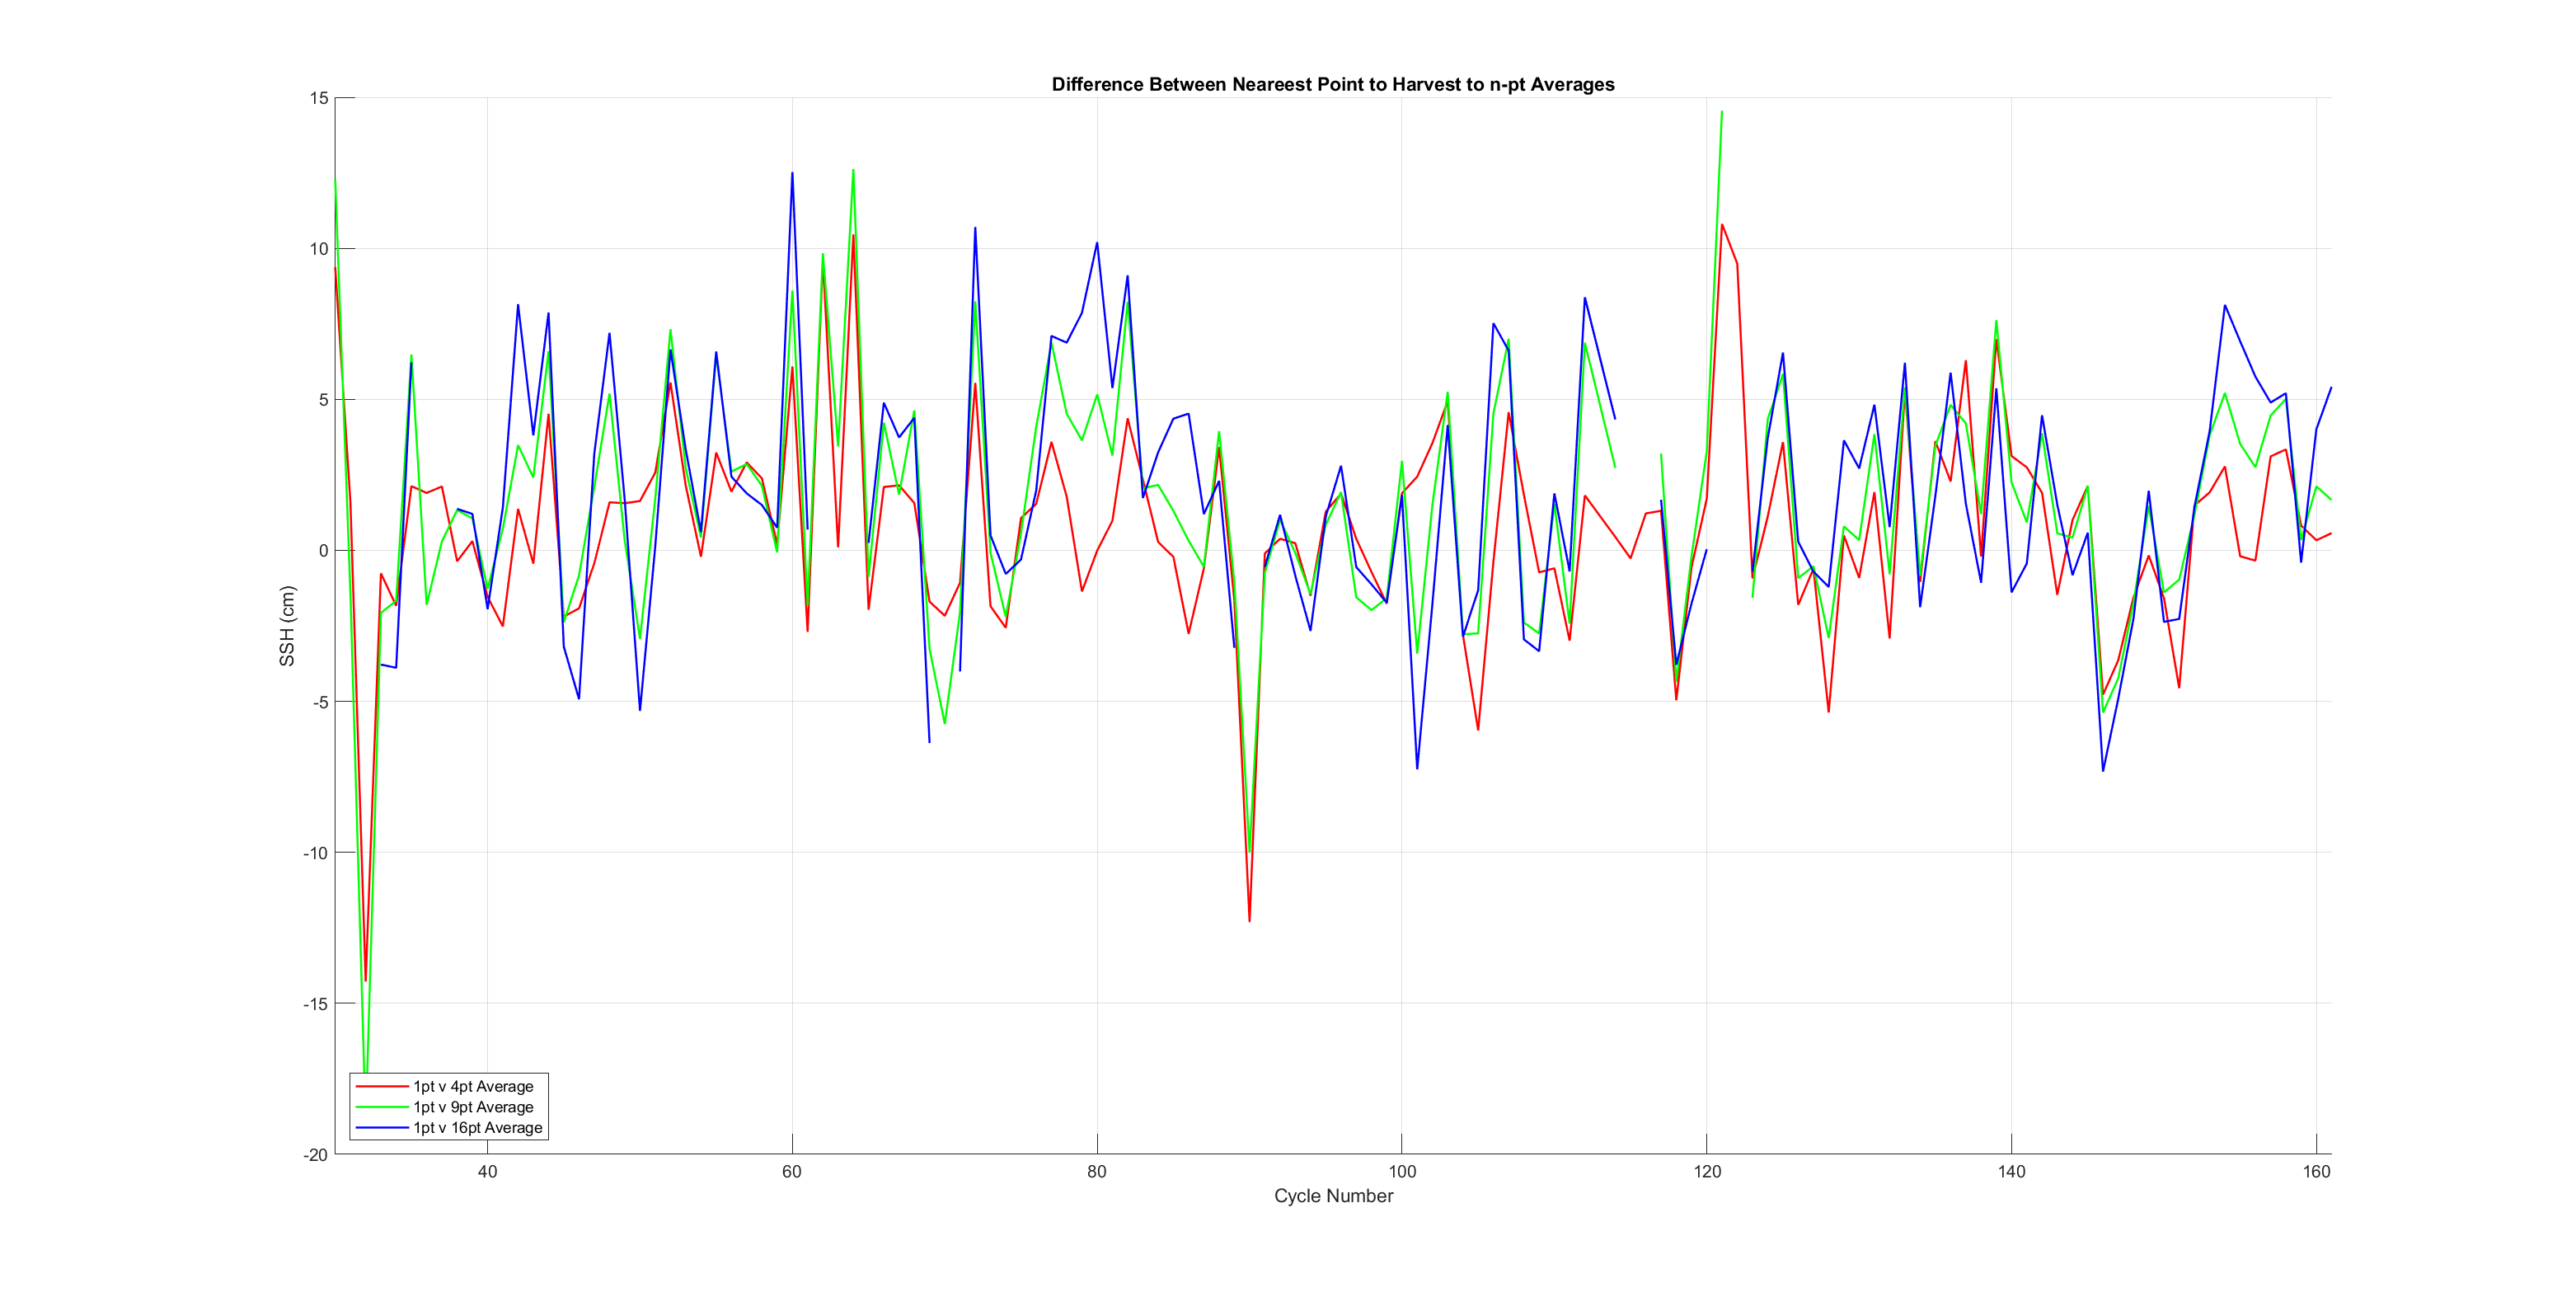 Difference Between Neareest Point to Harvest to n-pt Averages
15
10
5
0
-5
-10
-15
-20
SSH (cm)
1pt v 4pt Average
1pt v 9pt Average
1pt v 16pt Average
40 60 80 100 120 140 160
Cycle Number